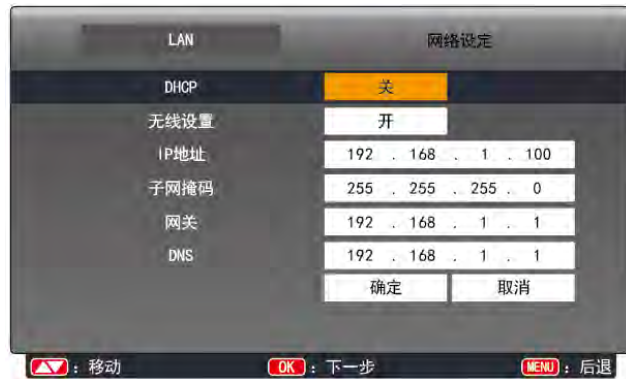 LAN 网络设定
DHCP 关
无线设置 开
IP地址 192 . 168 . 1 . 100
子网掩码 255 . 255 . 255 . 0
网关 192 . 168 . 1 . 1
DNS 192 . 168 . 1 . 1
确定 取消
▲▼ : 移动 OK : 下一步 MENU : 后退